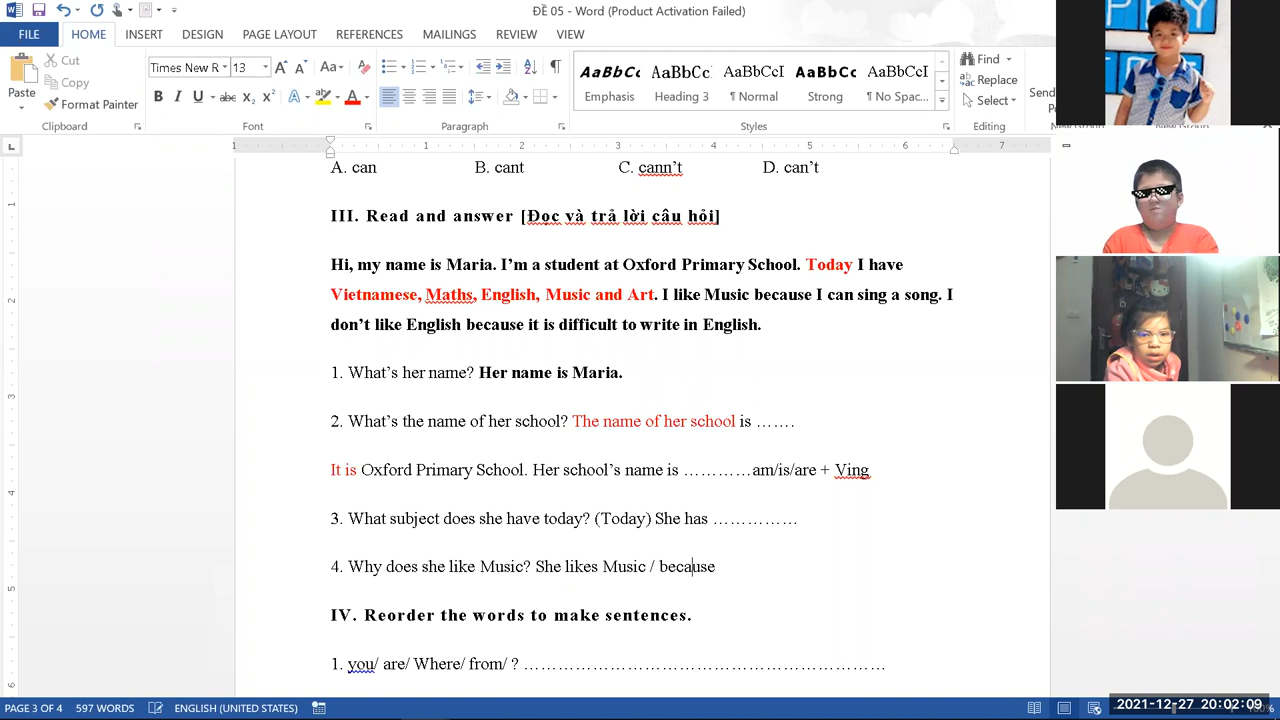 ĐỀ 05 - Word (Product Activation Failed)
FILE HOME INSERT DESIGN PAGE LAYOUT REFERENCES MAILINGS REVIEW VIEW
Paste
Cut
Copy
Format Painter
Times New R 13
Emphasis Heading 3 ¶ Normal Strong ¶ No Spac...
Find
Replace
Select
Clipboard Font Paragraph Styles Editing
A. can B. cant C. cann’t D. can’t
III. Read and answer [Đọc và trả lời câu hỏi]
Hi, my name is Maria. I’m a student at Oxford Primary School. Today I have
Vietnamese, Maths, English, Music and Art. I like Music because I can sing a song. I
don’t like English because it is difficult to write in English.
1. What’s her name? Her name is Maria.
2. What’s the name of her school? The name of her school is …….
It is Oxford Primary School. Her school’s name is …………am/is/are + Ving
3. What subject does she have today? (Today) She has ……………
4. Why does she like Music? She likes Music / because
IV. Reorder the words to make sentences.
1. you/ are/ Where/ from/ ? ………………………………………………………
PAGE 3 OF 4 597 WORDS ENGLISH (UNITED STATES)
2021-12-27 20:02:09